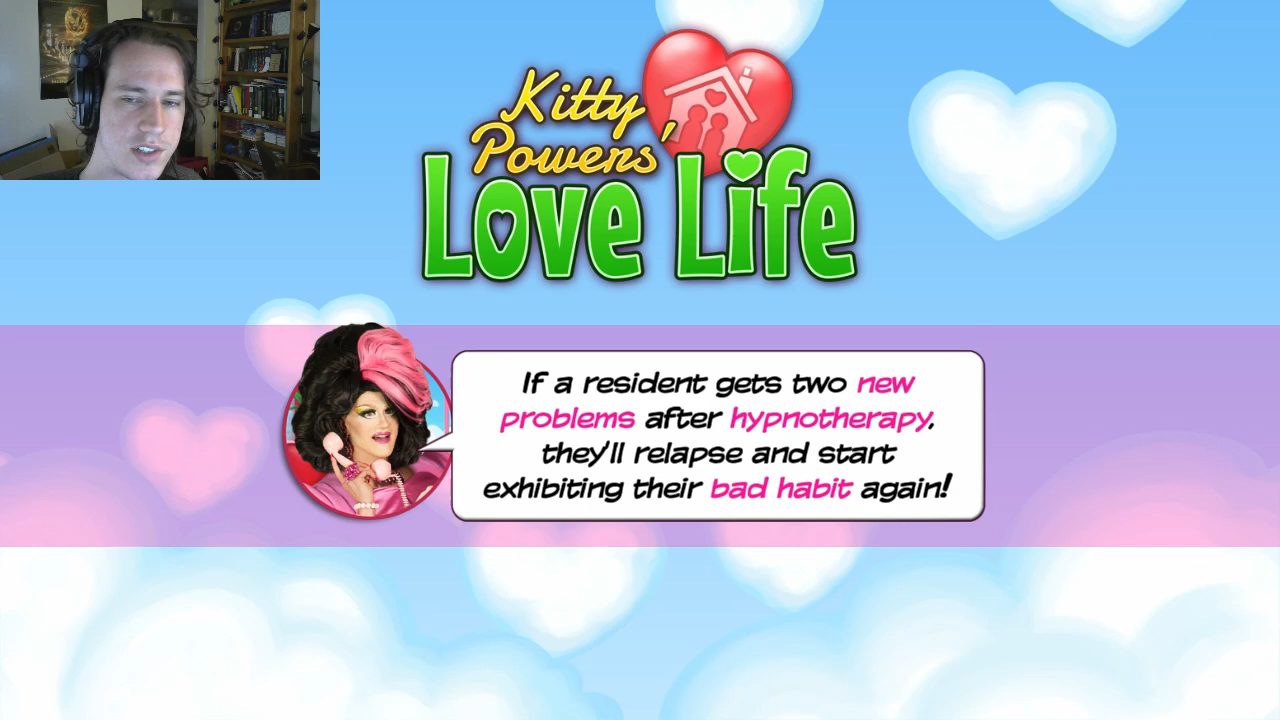 Kitty
Powers'
Love Life
If a resident gets two new
problems after hypnotherapy,
they'll relapse and start
exhibiting their bad habit again!